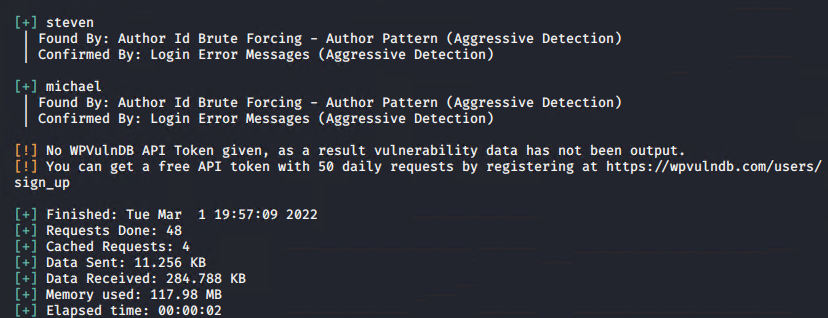 [+] steven
| Found By: Author Id Brute Forcing - Author Pattern (Aggressive Detection)
| Confirmed By: Login Error Messages (Aggressive Detection)
[+] michael
| Found By: Author Id Brute Forcing - Author Pattern (Aggressive Detection)
| Confirmed By: Login Error Messages (Aggressive Detection)
[!] No WPVulnDB API Token given, as a result vulnerability data has not been output.
[!] You can get a free API token with 50 daily requests by registering at https://wpvulndb.com/users/
sign_up
[+] Finished: Tue Mar  1 19:57:09 2022
[+] Requests Done: 48
[+] Cached Requests: 4
[+] Data Sent: 11.256 KB
[+] Data Received: 284.788 KB
[+] Memory used: 117.98 MB
[+] Elapsed time: 00:00:02